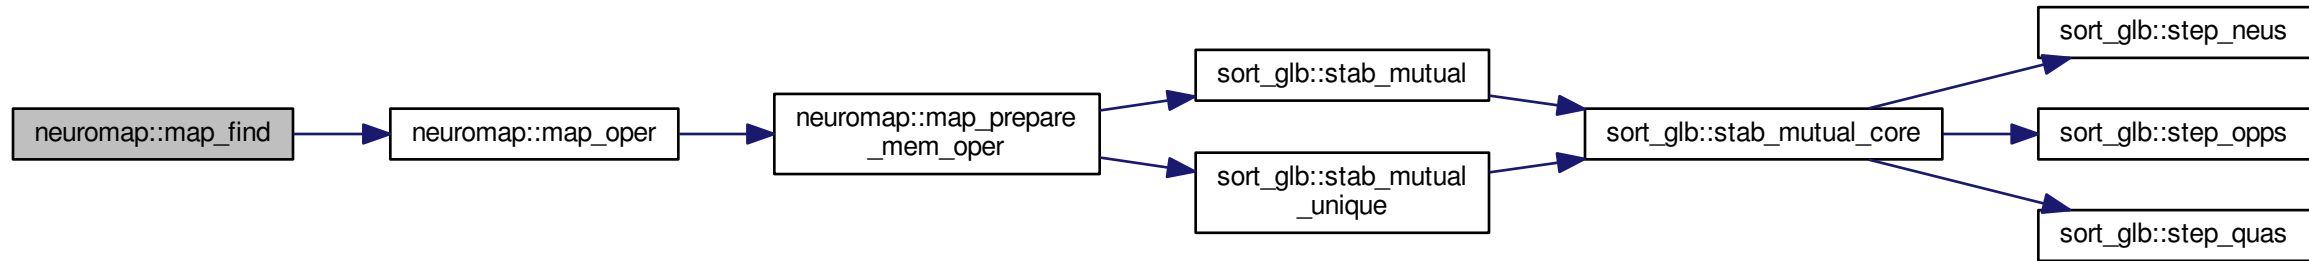 neuromap::map_find
neuromap::map_oper
neuromap::map_prepare
_mem_oper
sort_glb::stab_mutual
sort_glb::stab_mutual
_unique
sort_glb::stab_mutual_core
sort_glb::step_neus
sort_glb::step_opps
sort_glb::step_quas